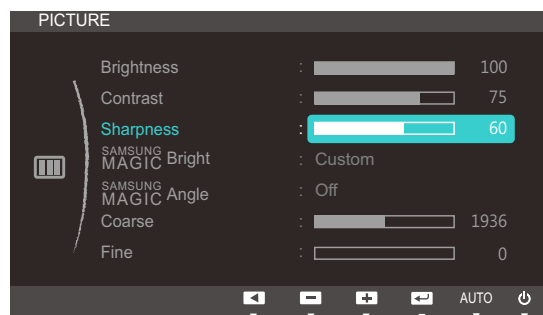 PICTURE
Brightness : 100
Contrast : 75
Sharpness : 60
SAMSUNG MAGIC Bright : Custom
SAMSUNG MAGIC Angle : Off
Coarse : 1936
Fine : 0
AUTO